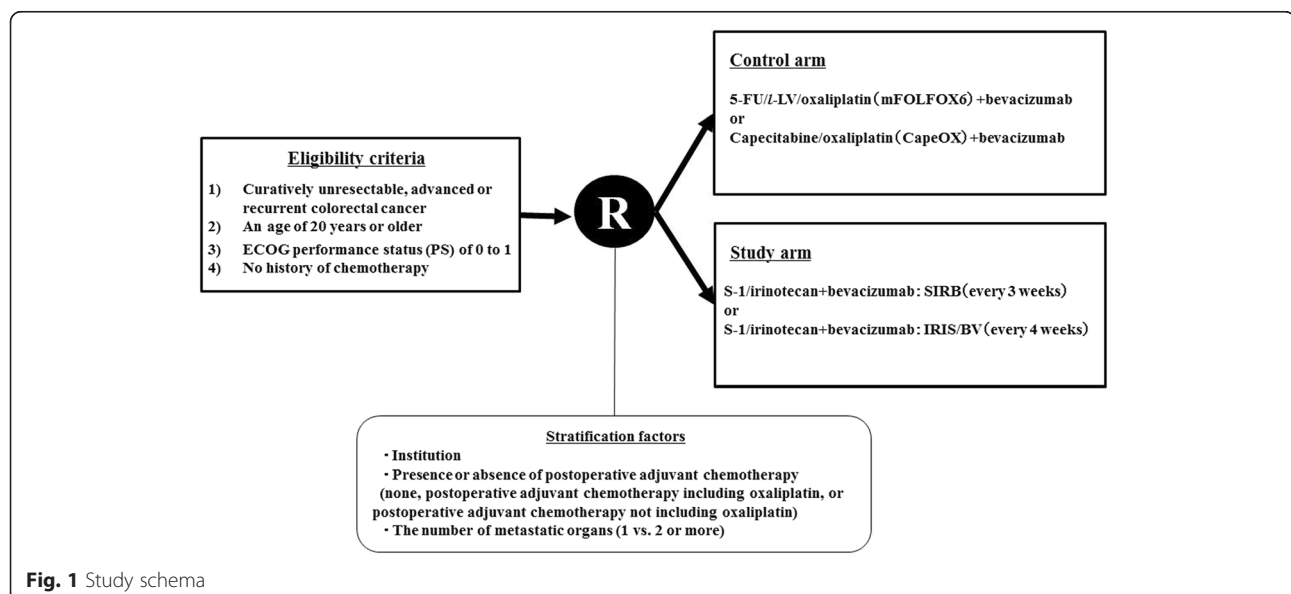 Eligibility criteria
1) Curatively unresectable, advanced or
recurrent colorectal cancer
2) An age of 20 years or older
3) ECOG performance status (PS) of 0 to 1
4) No history of chemotherapy
R
Control arm
5-FU/l-LV/oxaliplatin(mFOLFOX6)+bevacizumab
or
Capecitabine/oxaliplatin(CapeOX)+bevacizumab
Study arm
S-1/irinotecan+bevacizumab: SIRB(every 3 weeks)
or
S-1/irinotecan+bevacizumab: IRIS/BV(every 4 weeks)
Stratification factors
・Institution
・Presence or absence of postoperative adjuvant chemotherapy
(none, postoperative adjuvant chemotherapy including oxaliplatin, or
postoperative adjuvant chemotherapy not including oxaliplatin)
・The number of metastatic organs (1 vs. 2 or more)
Fig. 1 Study schema